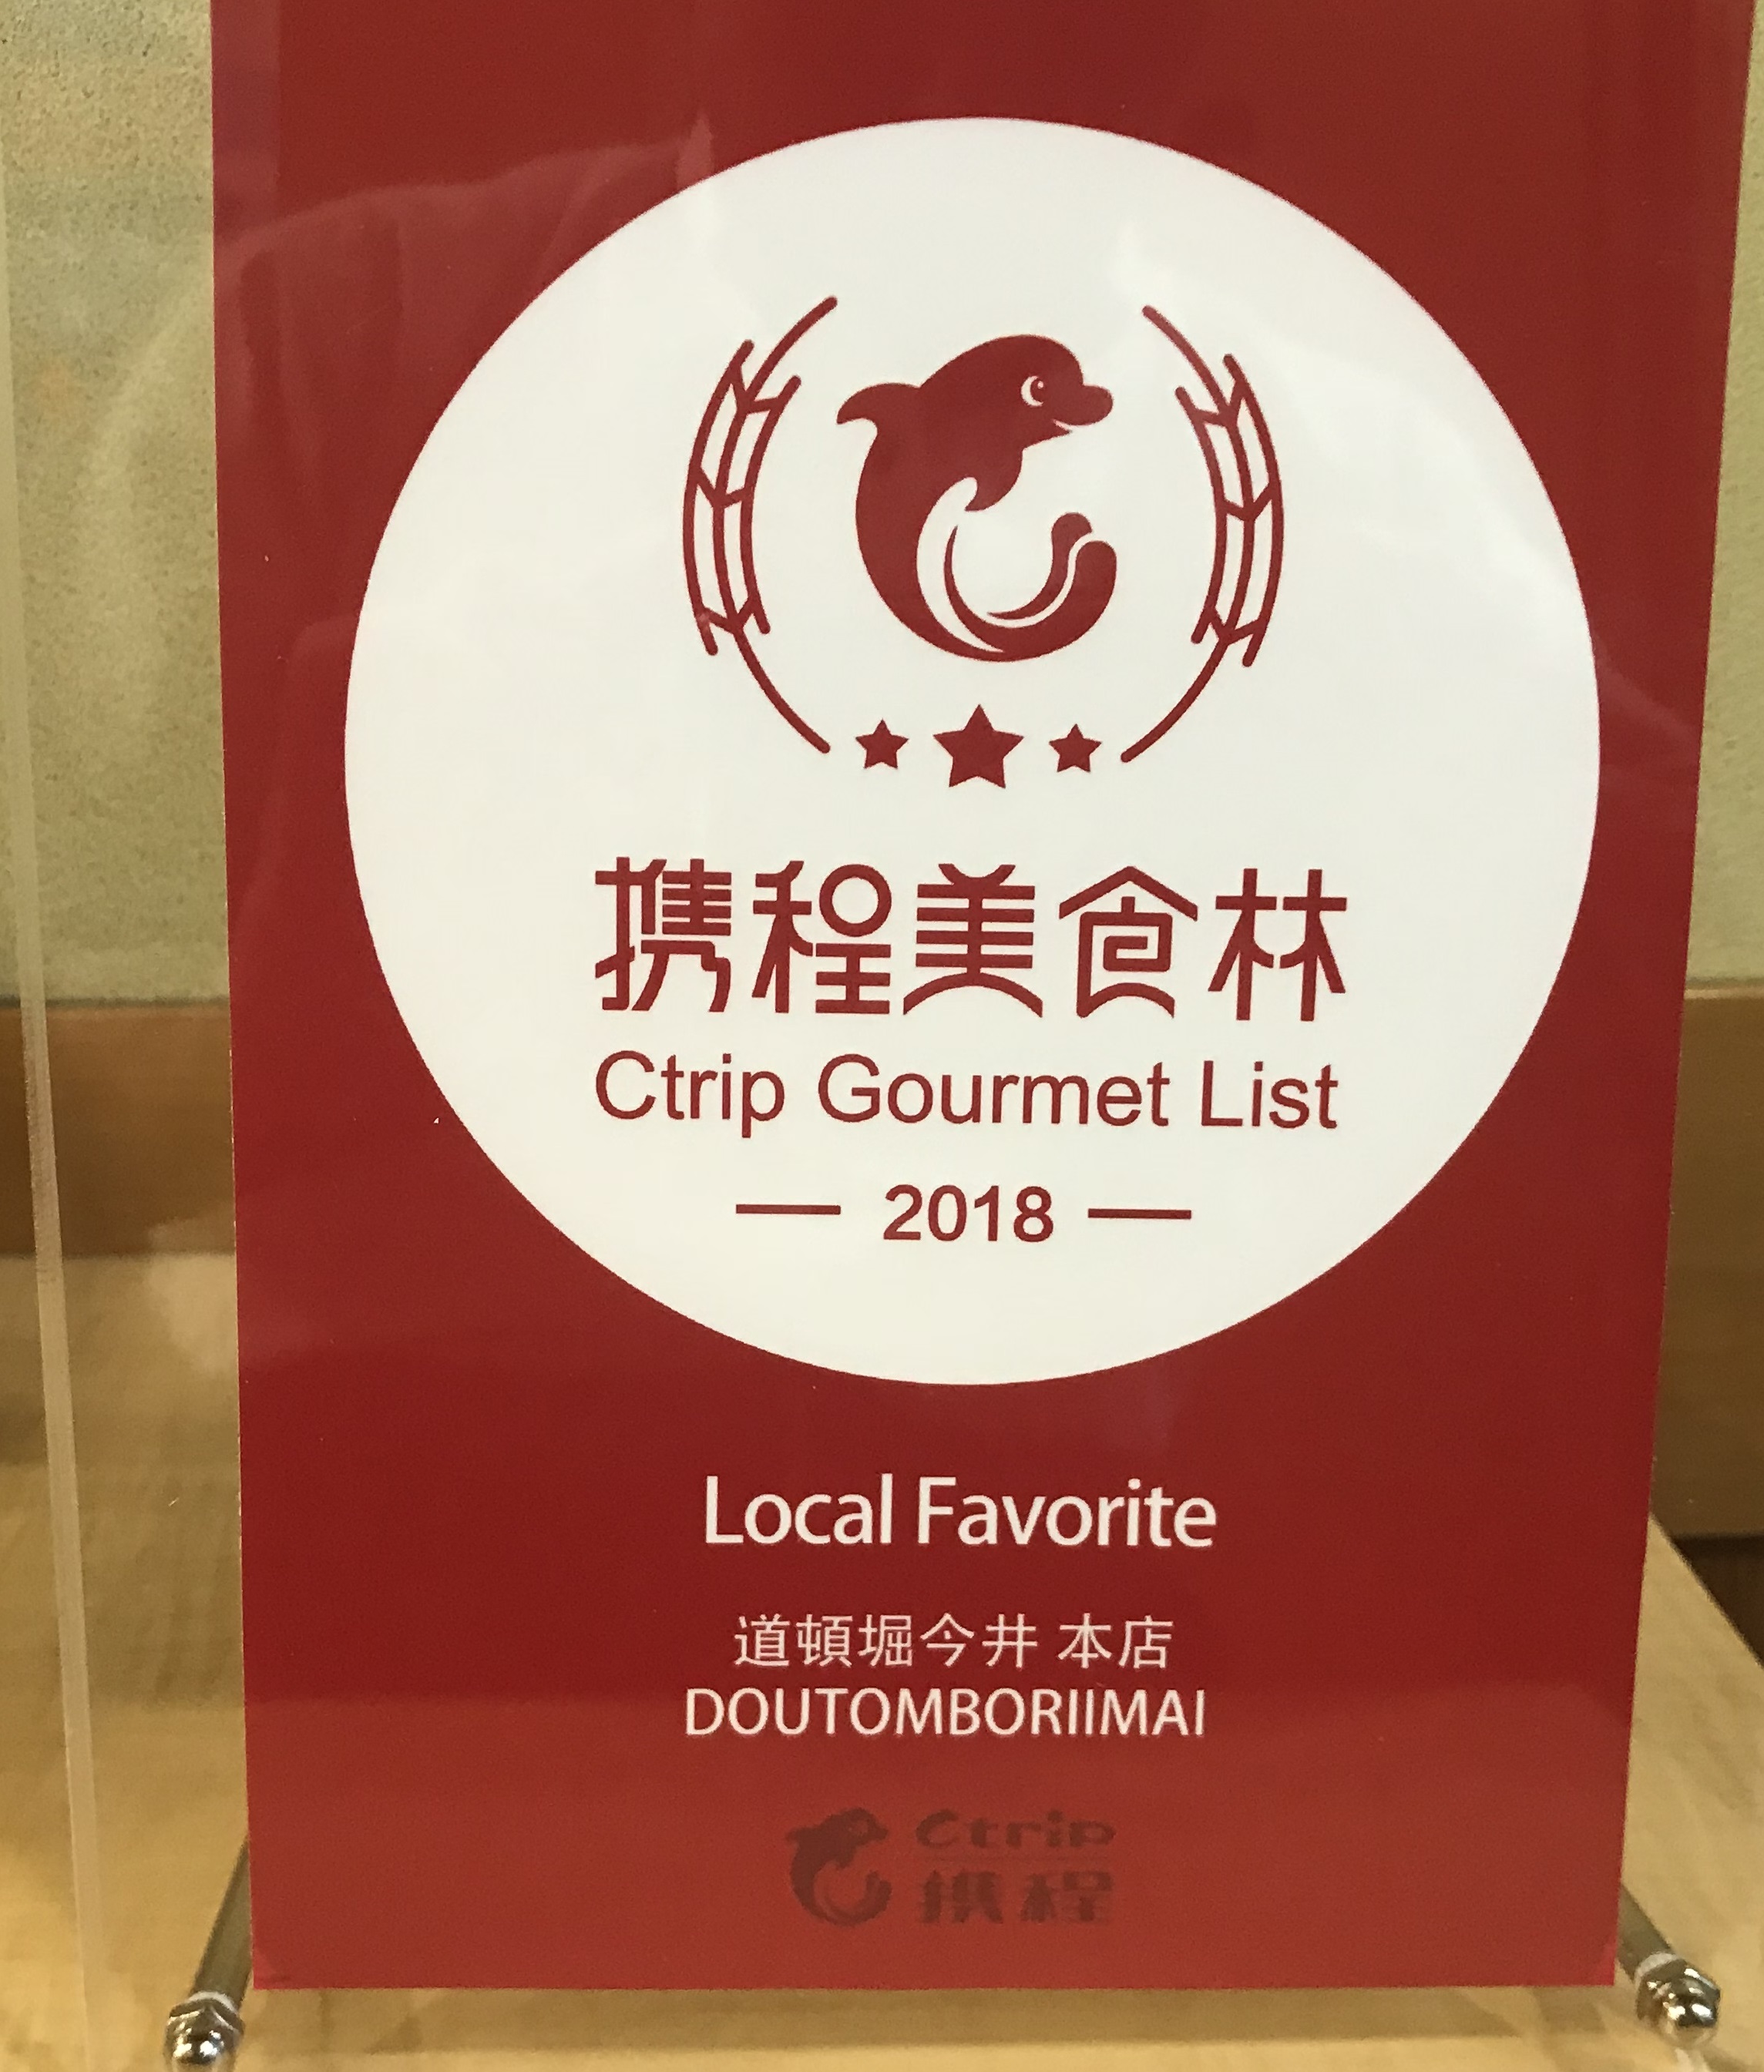 携程美食林
Ctrip Gourmet List
— 2018 —
Local Favorite
道頓堀今井 本店
DOUTOMBORIIMAI
Ctrip
携程